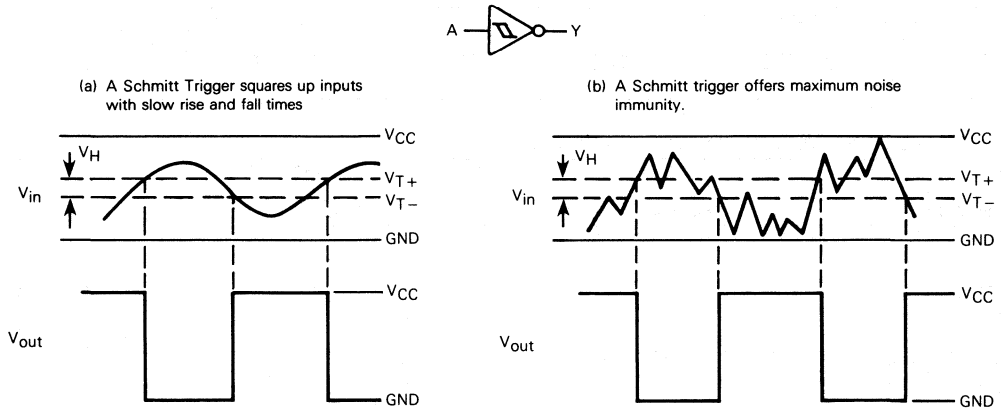 A Y
(a) A Schmitt Trigger squares up inputs
with slow rise and fall times
VCC
VH
VT+
Vin
VT−
GND
VCC
Vout
GND
(b) A Schmitt trigger offers maximum noise
immunity.
VCC
VH
VT+
Vin
VT−
GND
VCC
Vout
GND